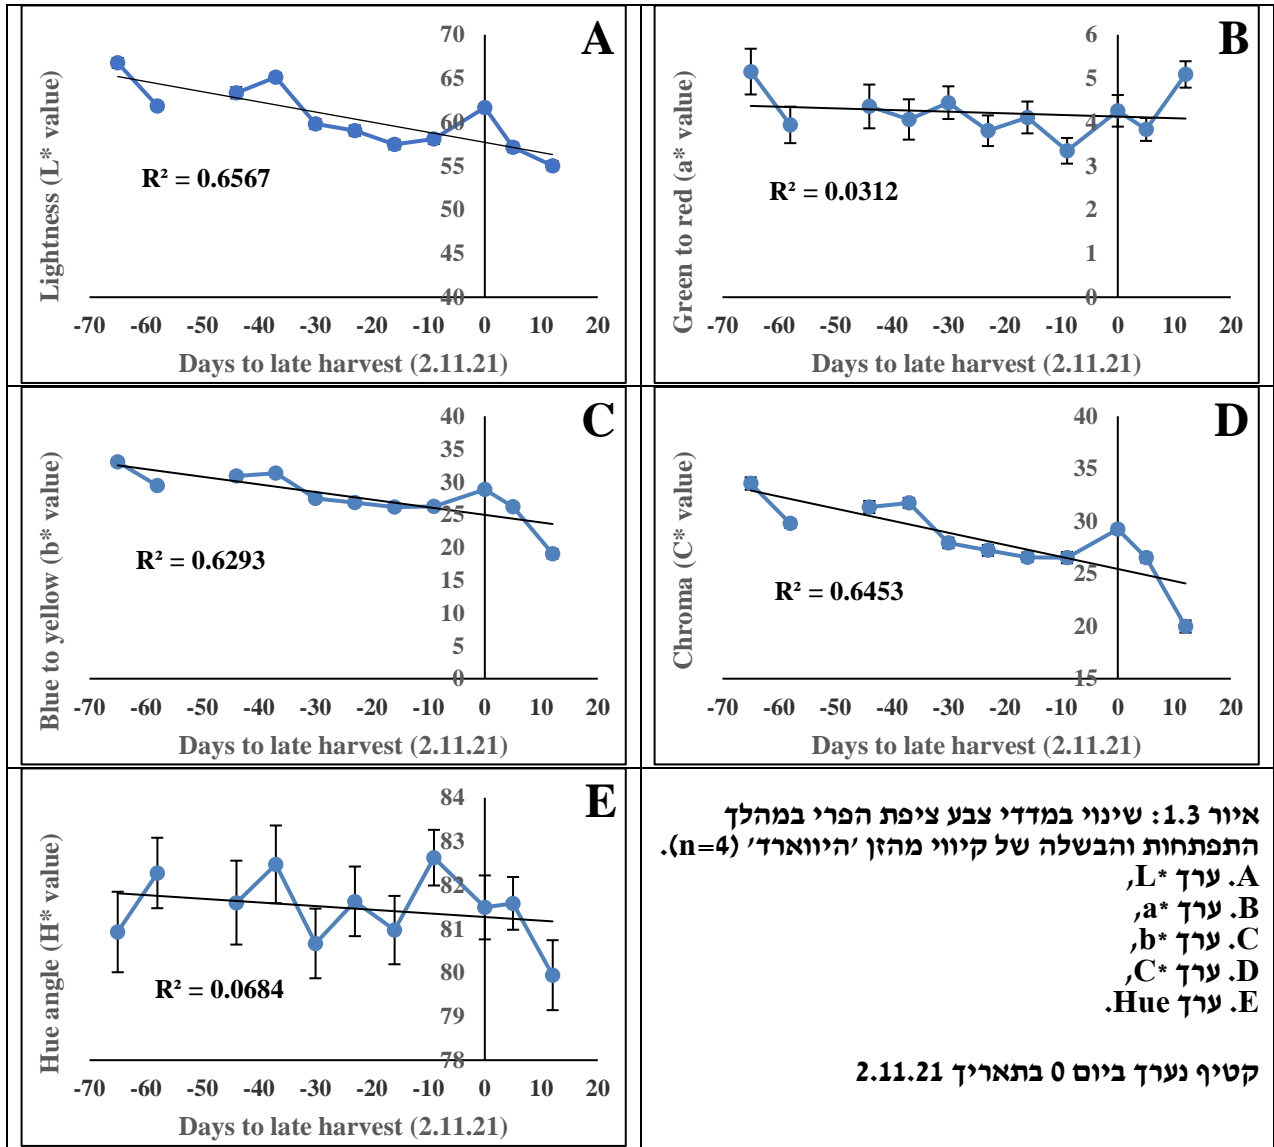 A
70
65
60
55
50
45
40
Lightness (L* value)
R² = 0.6567
-70 -60 -50 -40 -30 -20 -10 0 10 20
Days to late harvest (2.11.21)
B
6
5
4
3
2
1
0
Green to red (a* value)
R² = 0.0312
-70 -60 -50 -40 -30 -20 -10 0 10 20
Days to late harvest (2.11.21)
C
40
35
30
25
20
15
10
5
0
Blue to yellow (b* value)
R² = 0.6293
-70 -60 -50 -40 -30 -20 -10 0 10 20
Days to late harvest (2.11.21)
D
40
35
30
25
20
15
Chroma (C* value)
R² = 0.6453
-70 -60 -50 -40 -30 -20 -10 0 10 20
Days to late harvest (2.11.21)
E
84
83
82
81
80
79
78
Hue angle (H* value)
R² = 0.0684
-70 -60 -50 -40 -30 -20 -10 0 10 20
Days to late harvest (2.11.21)
איור 1.3: שינוי במדדי צבע ציפת הפרי במהלך
התפתחות והבשלה של קיווי מהזן 'היווארד' (n=4).
A. ערך L*,
B. ערך a*,
C. ערך b*,
D. ערך C*,
E. ערך Hue.
קטיף נערך ביום 0 בתאריך 2.11.21